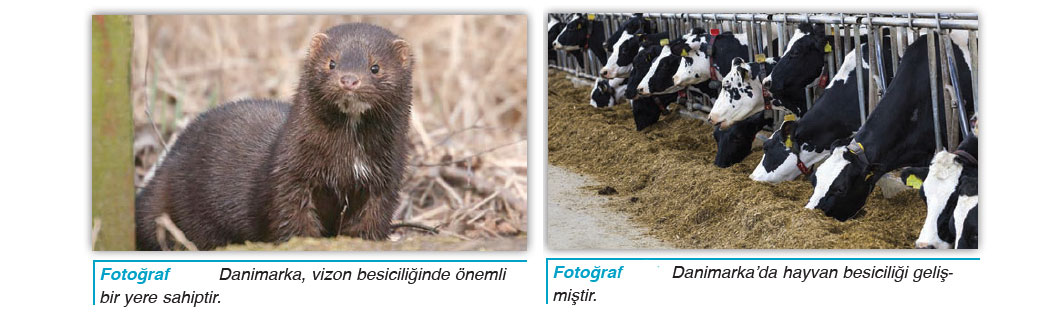 Fotoğraf Danimarka, vizon besiciliğinde önemli
bir yere sahiptir.
Fotoğraf Danimarka'da hayvan besiciliği geliş-
miştir.